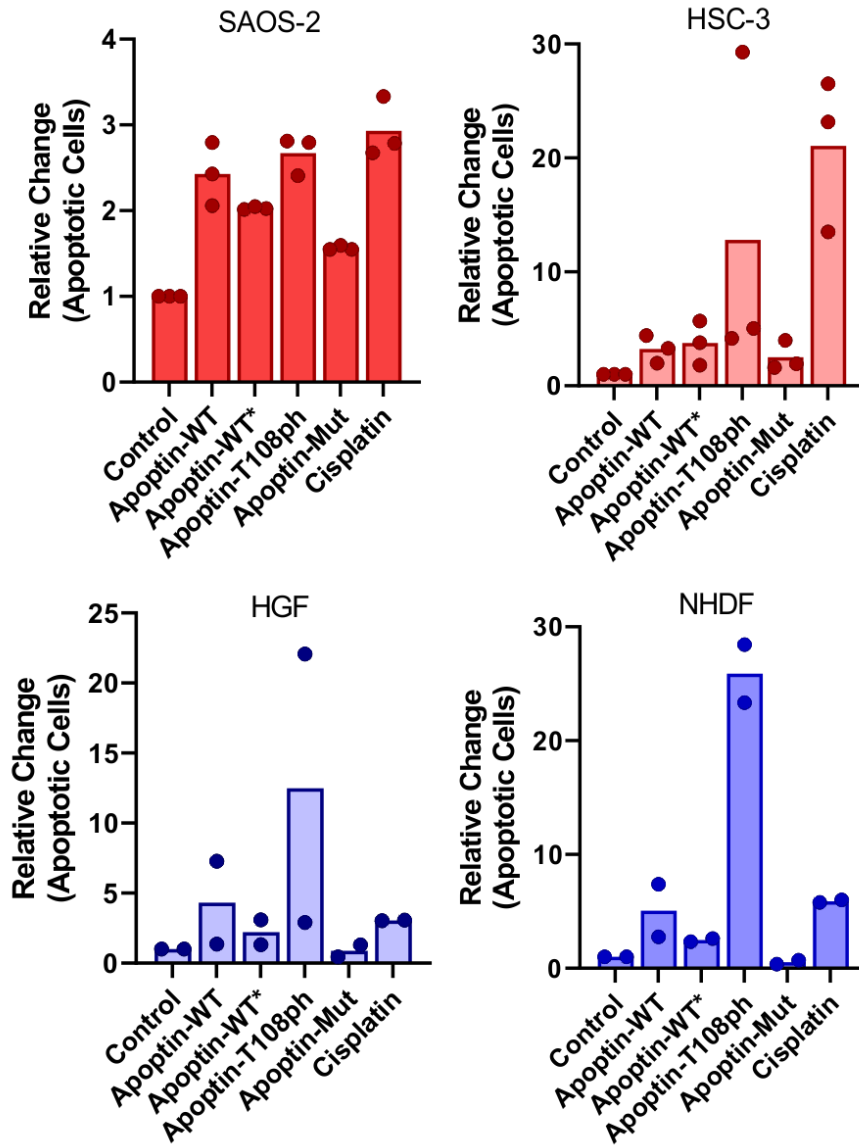 SAOS-2
Relative Change
(Apoptotic Cells)
4
3
2
1
0
Control
Apoptin-WT
Apoptin-WT*
Apoptin-T108ph
Apoptin-Mut
Cisplatin
HSC-3
Relative Change
(Apoptotic Cells)
30
20
10
0
Control
Apoptin-WT
Apoptin-WT*
Apoptin-T108ph
Apoptin-Mut
Cisplatin
HGF
Relative Change
(Apoptotic Cells)
25
20
15
10
5
0
Control
Apoptin-WT
Apoptin-WT*
Apoptin-T108ph
Apoptin-Mut
Cisplatin
NHDF
Relative Change
(Apoptotic Cells)
30
20
10
0
Control
Apoptin-WT
Apoptin-WT*
Apoptin-T108ph
Apoptin-Mut
Cisplatin